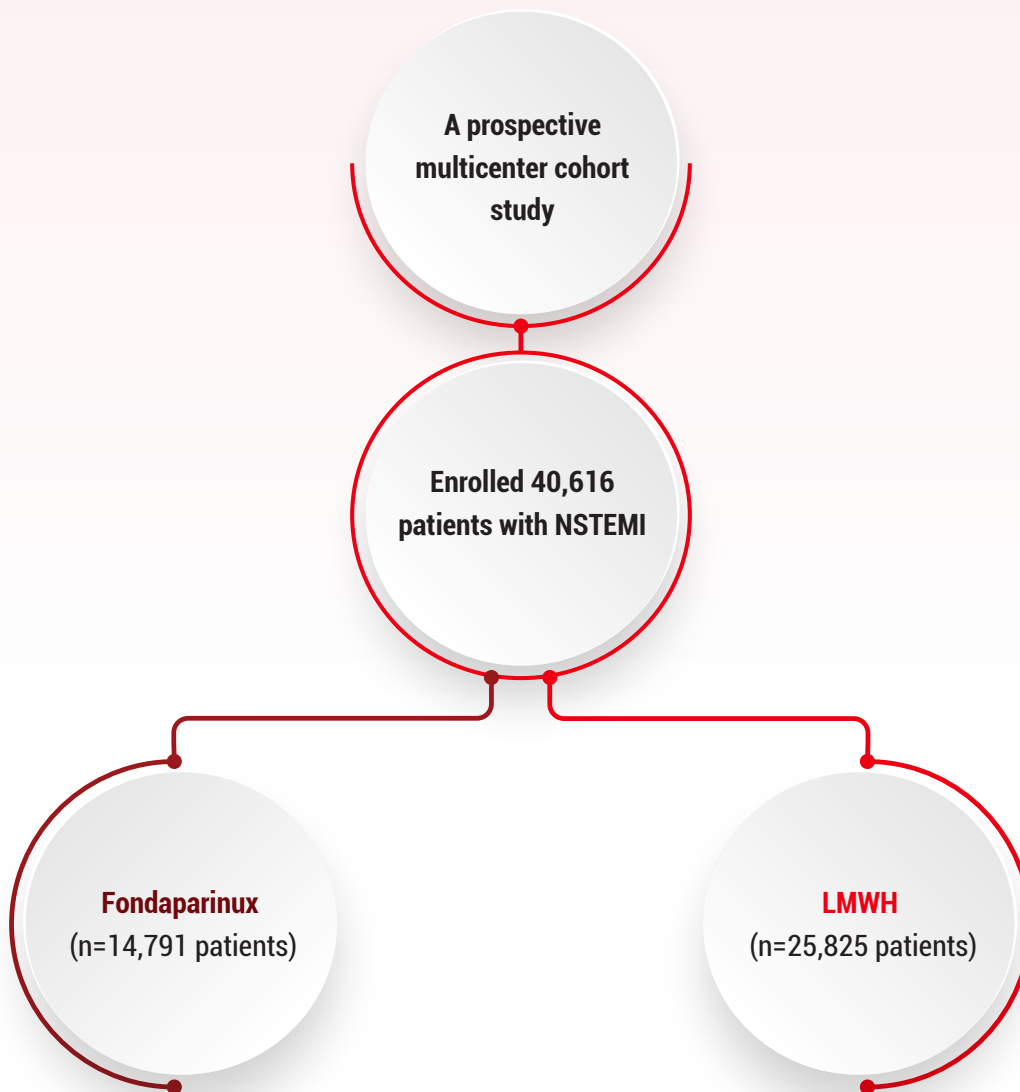 A prospective
multicenter cohort
study
Enrolled 40,616
patients with NSTEMI
Fondaparinux
(n=14,791 patients)
LMWH
(n=25,825 patients)